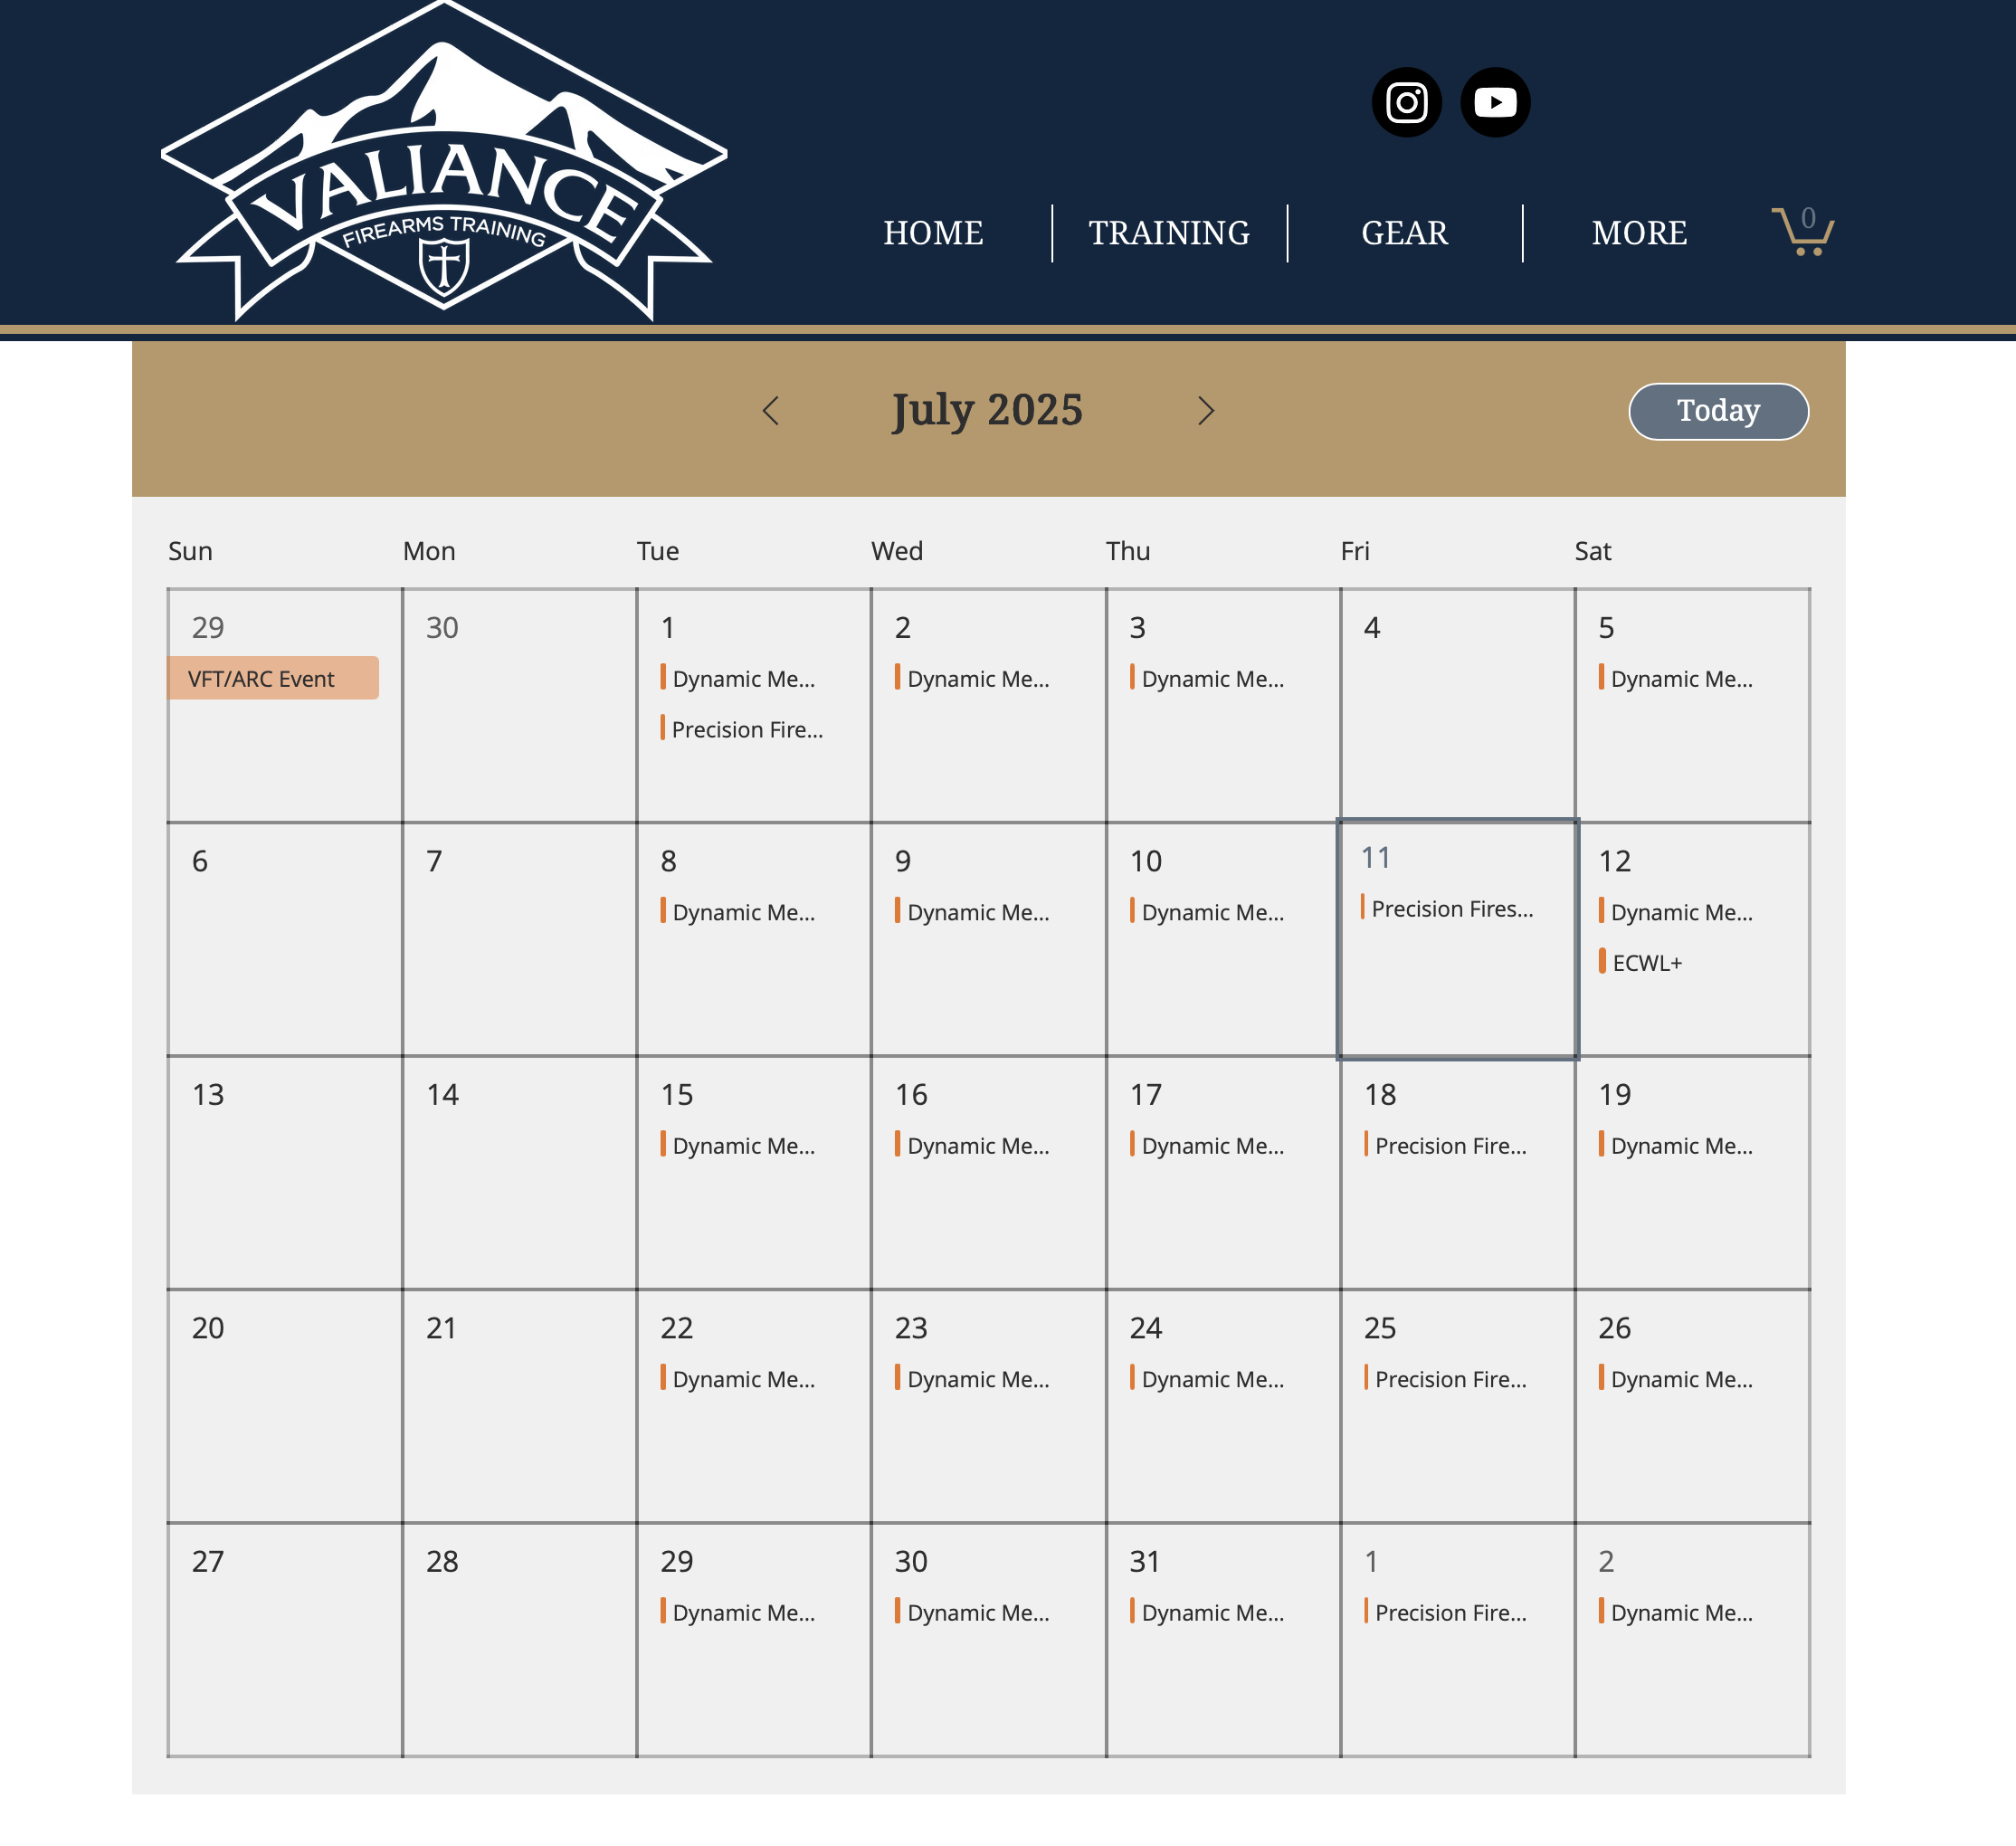 VALIANCE
FIREARMS TRAINING
HOME
TRAINING
GEAR
MORE
0
July 2025
Today
Sun Mon Tue Wed Thu Fri Sat
29
VFT/ARC Event
30
1
Dynamic Me...
Precision Fire...
2
Dynamic Me...
3
Dynamic Me...
4
5
Dynamic Me...
6
7
8
Dynamic Me...
9
Dynamic Me...
10
Dynamic Me...
11
Precision Fires...
12
Dynamic Me...
ECWL+
13
14
15
Dynamic Me...
16
Dynamic Me...
17
Dynamic Me...
18
Precision Fire...
19
Dynamic Me...
20
21
22
Dynamic Me...
23
Dynamic Me...
24
Dynamic Me...
25
Precision Fire...
26
Dynamic Me...
27
28
29
Dynamic Me...
30
Dynamic Me...
31
Dynamic Me...
1
Precision Fire...
2
Dynamic Me...